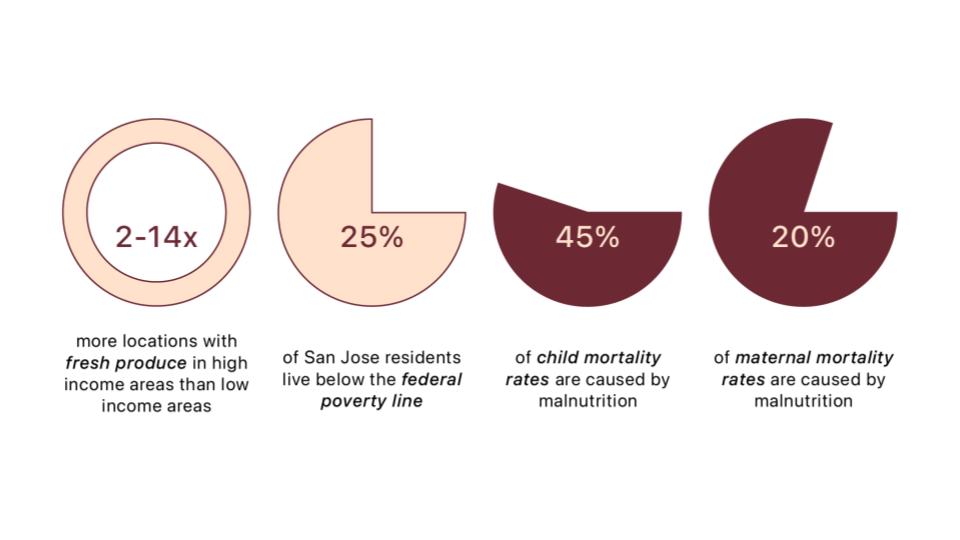 2-14x
more locations with
fresh produce in high
income areas than low
income areas
25%
of San Jose residents
live below the federal
poverty line
45%
of child mortality
rates are caused by
malnutrition
20%
of maternal mortality
rates are caused by
malnutrition